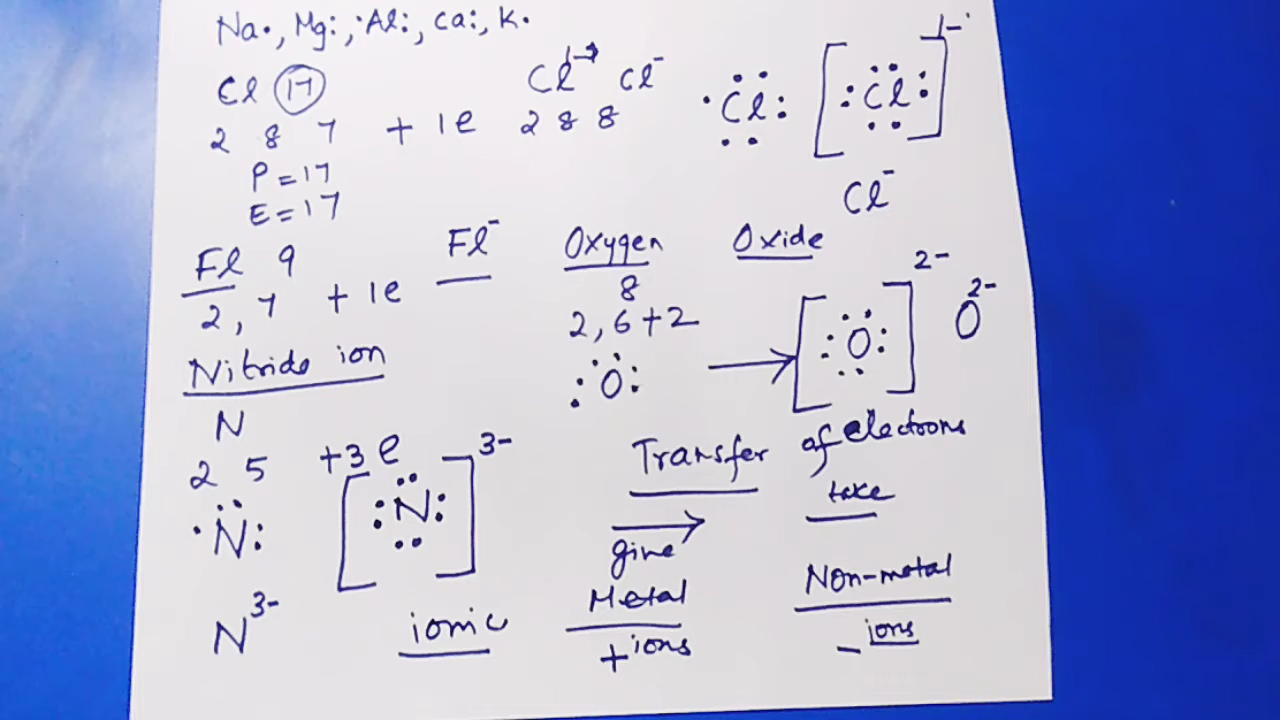 Na•, Mg:, •Al:, Ca:, K•
Cl 17 Cl¹⁻ → Cl⁻ Cl [Cl]¹⁻
2 8 7 + 1e 2 8 8
P = 17
E = 17
Cl⁻
Fl 9 Fl⁻
2, 7 + 1e
Oxygen Oxide
8
2, 6 + 2
O → [O]²⁻ O²⁻
Nitride ion
N
2 5 +3e
N [N]³⁻
N³⁻
Transfer of electrons
give take
ionic Metal Non-metal
+ ions − ions